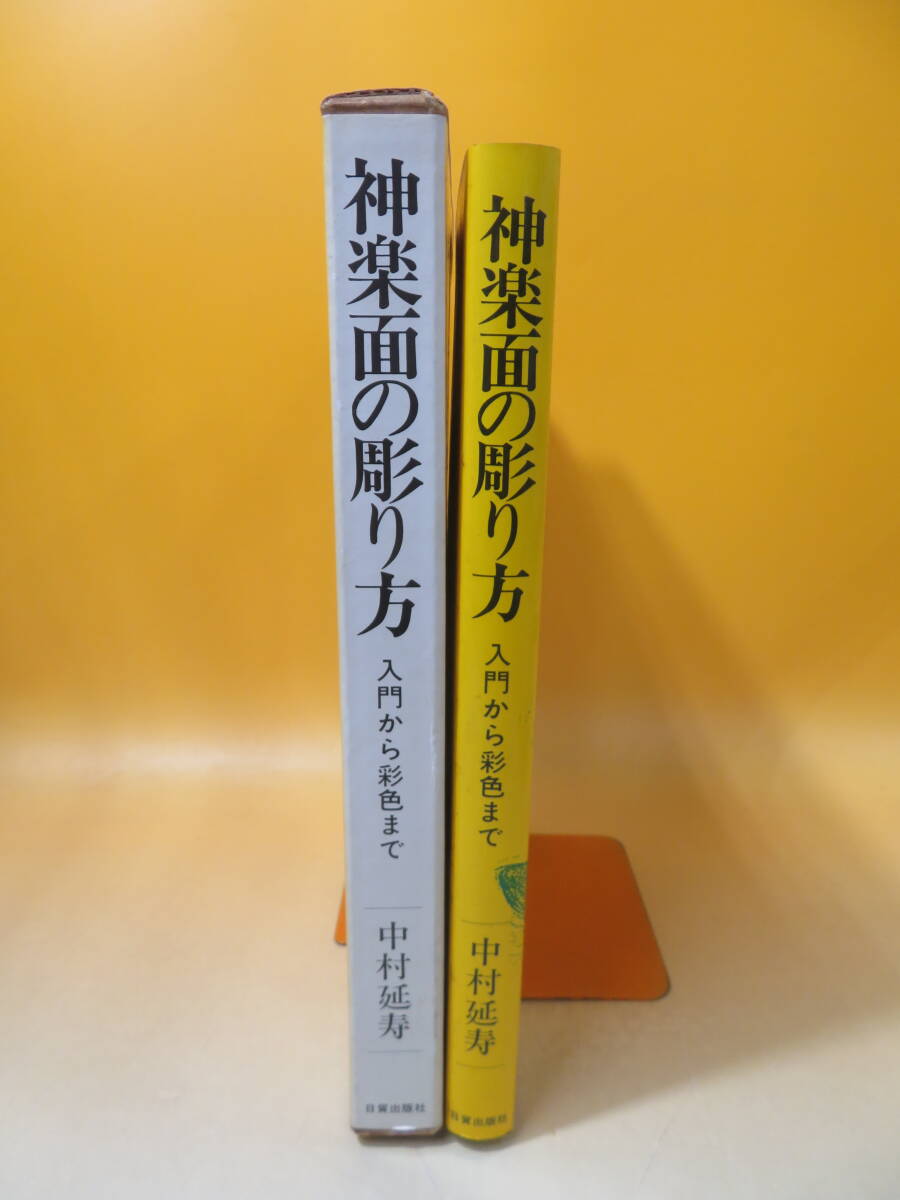 神楽面の彫り方
入門から彩色まで
中村延寿
日貿出版社
神楽面の彫り方
入門から彩色まで
中村延寿
日貿出版社